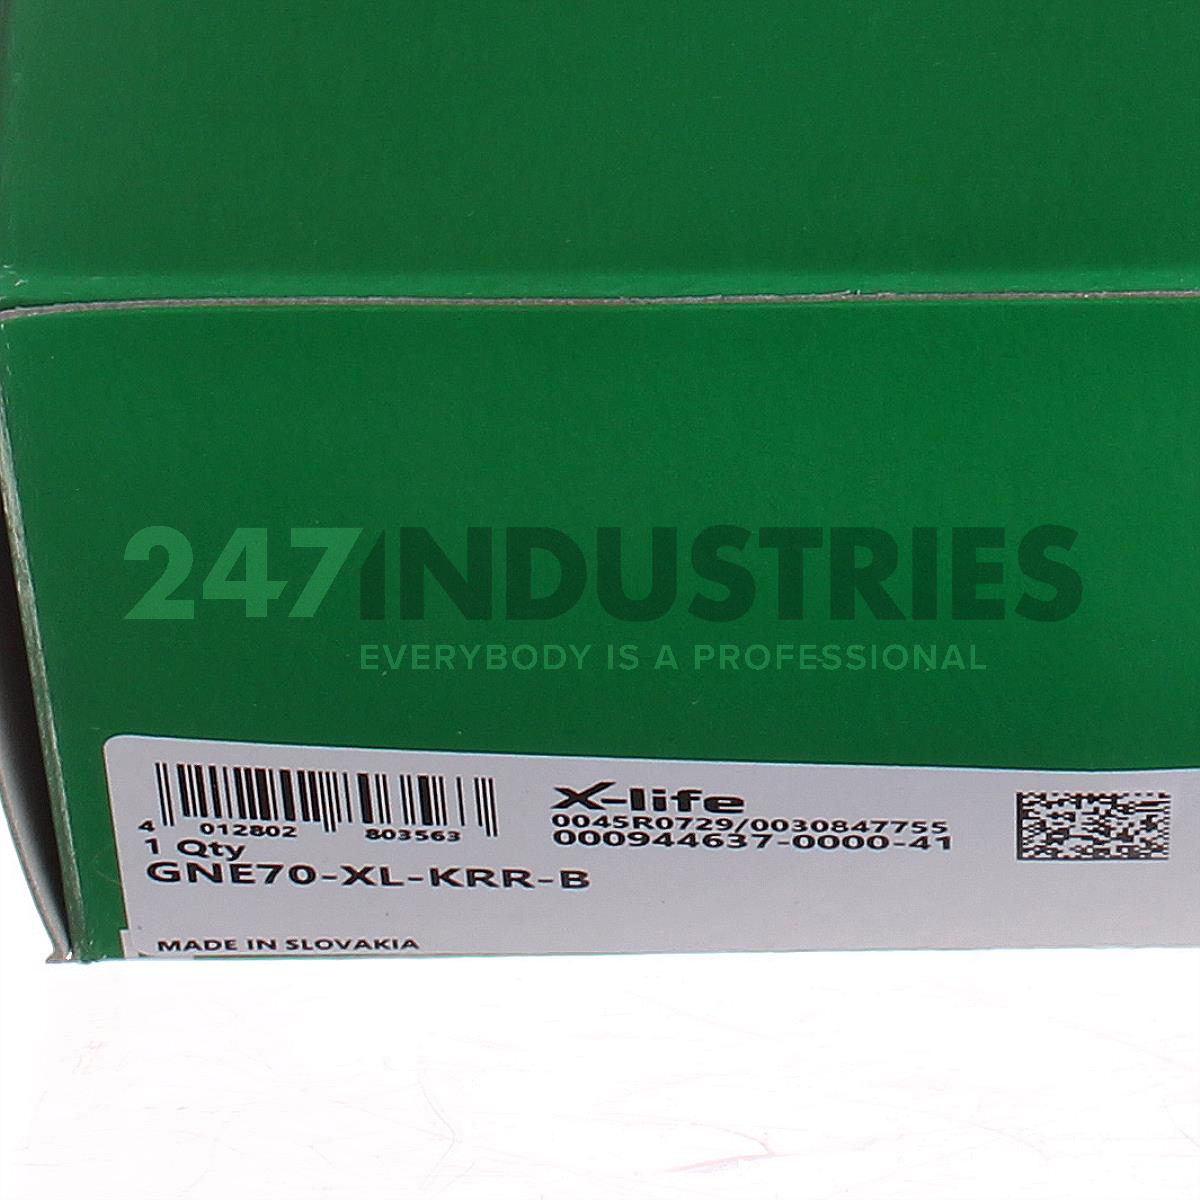 247INDUSTRIES
EVERYBODY IS A PROFESSIONAL
4 012802 803563
X-life
0045R0729/0030847755
000944637-0000-41
1 Qty
GNE70-XL-KRR-B
MADE IN SLOVAKIA